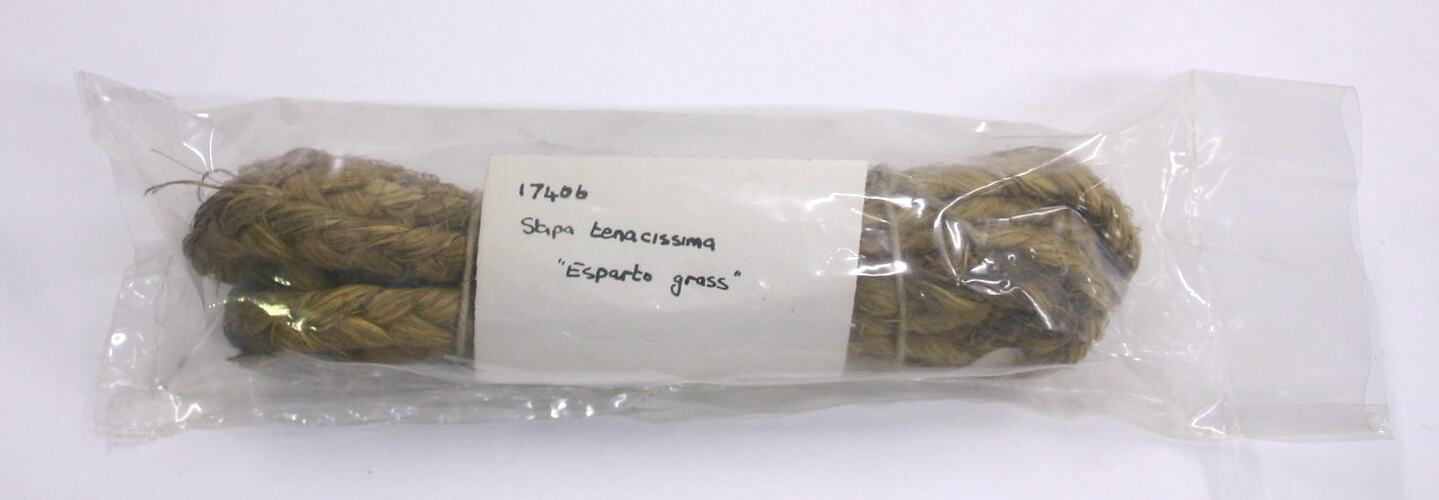 17406
Stipa tenacissima
"Esparto grass"